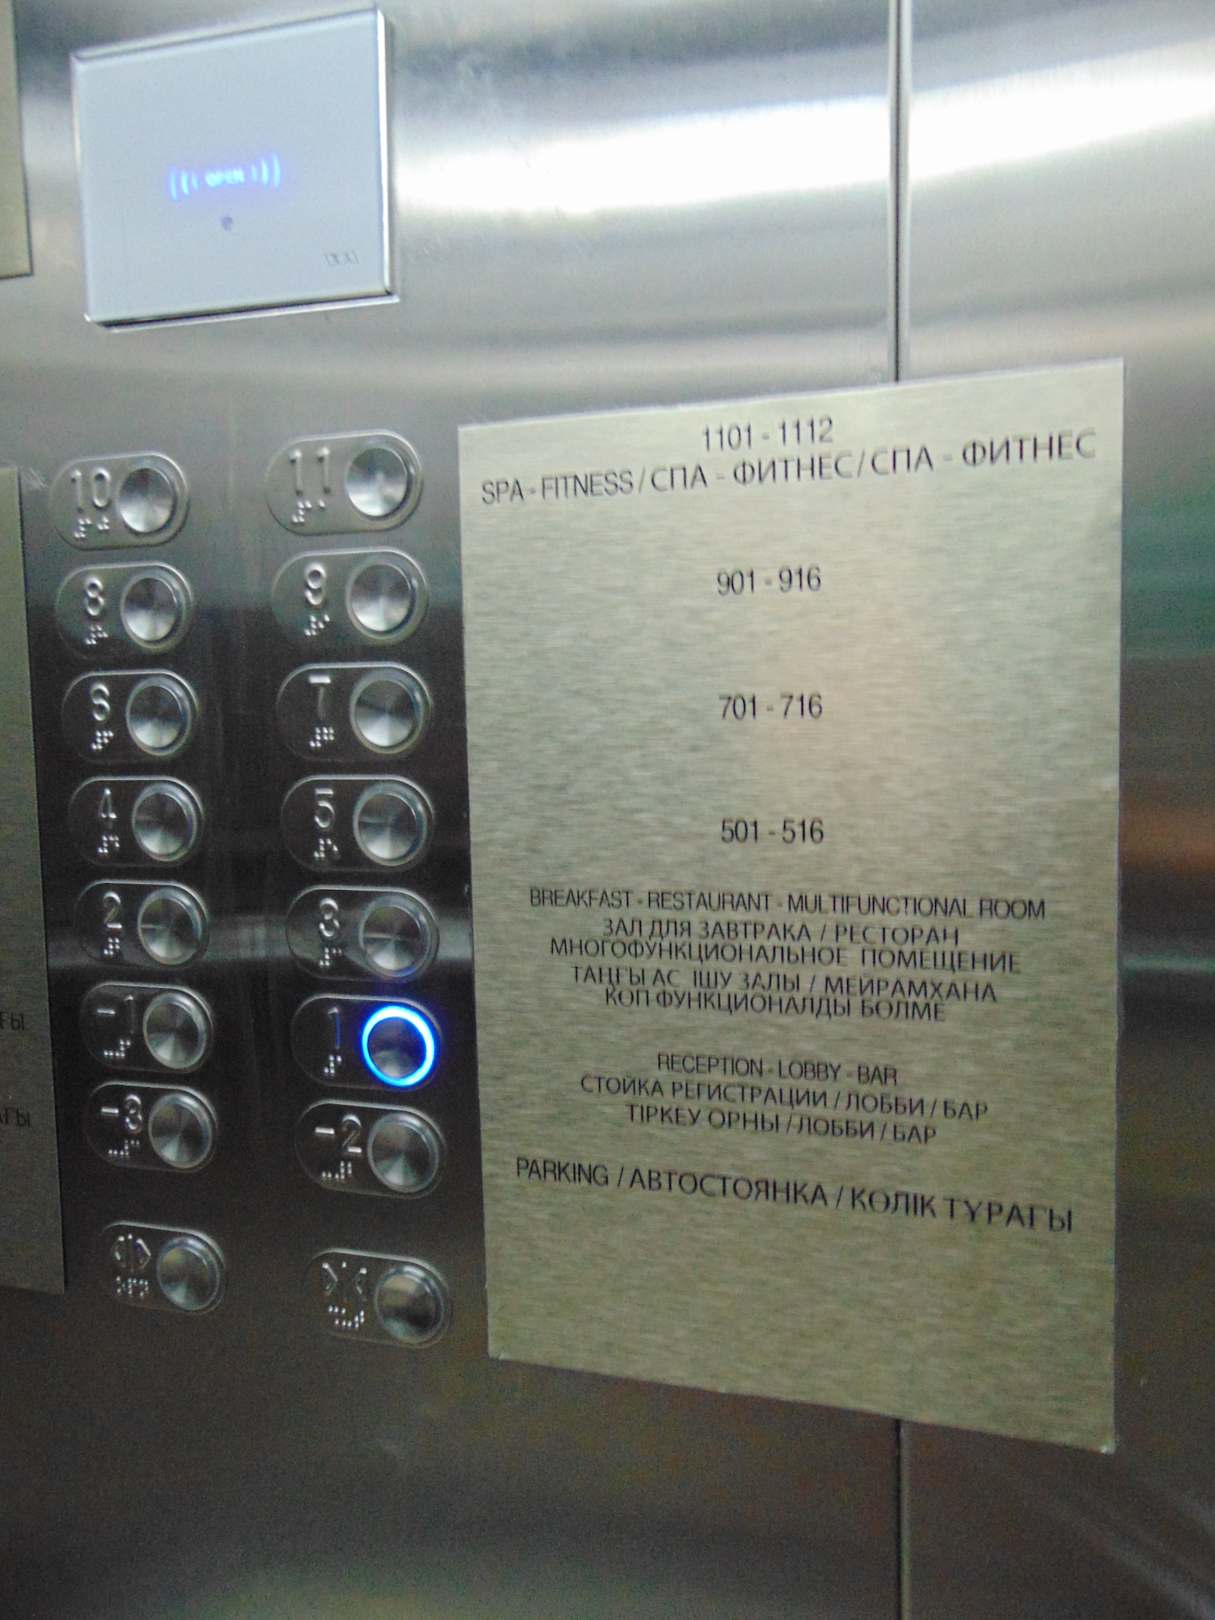 OPEN
10
11
8
9
6
7
4
5
2
3
-1
1
-3
-2
1101 - 1112
SPA - FITNESS / СПА - ФИТНЕС / СПА - ФИТНЕС
901 - 916
701 - 716
501 - 516
BREAKFAST - RESTAURANT - MULTIFUNCTIONAL ROOM
ЗАЛ ДЛЯ ЗАВТРАКА / РЕСТОРАН
МНОГОФУНКЦИОНАЛЬНОЕ ПОМЕЩЕНИЕ
ТАҢҒЫ АС ІШУ ЗАЛЫ / МЕЙРАМХАНА
КӨП ФУНКЦИОНАЛДЫ БӨЛМЕ
RECEPTION - LOBBY - BAR
СТОЙКА РЕГИСТРАЦИИ / ЛОББИ / БАР
ТІРКЕУ ОРНЫ / ЛОББИ / БАР
PARKING / АВТОСТОЯНКА / КӨЛІК ТҰРАҒЫ